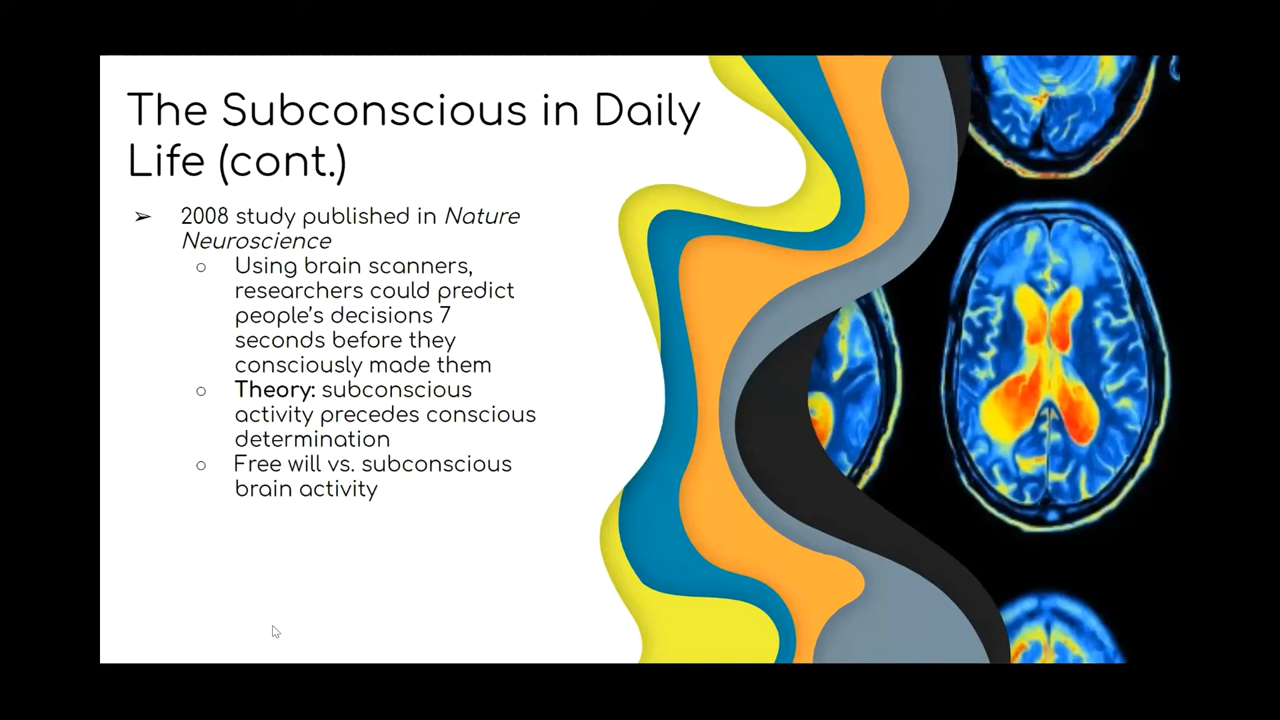 The Subconscious in Daily
Life (cont.)
➢ 2008 study published in Nature
Neuroscience
○ Using brain scanners,
researchers could predict
people's decisions 7
seconds before they
consciously made them
○ Theory: subconscious
activity precedes conscious
determination
○ Free will vs. subconscious
brain activity